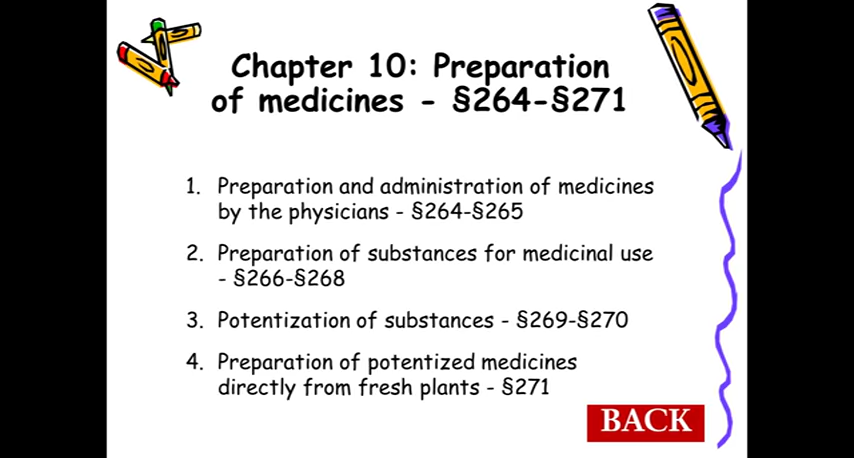 Chapter 10: Preparation
of medicines - §264-§271
1. Preparation and administration of medicines
by the physicians - §264-§265
2. Preparation of substances for medicinal use
- §266-§268
3. Potentization of substances - §269-§270
4. Preparation of potentized medicines
directly from fresh plants - §271
BACK